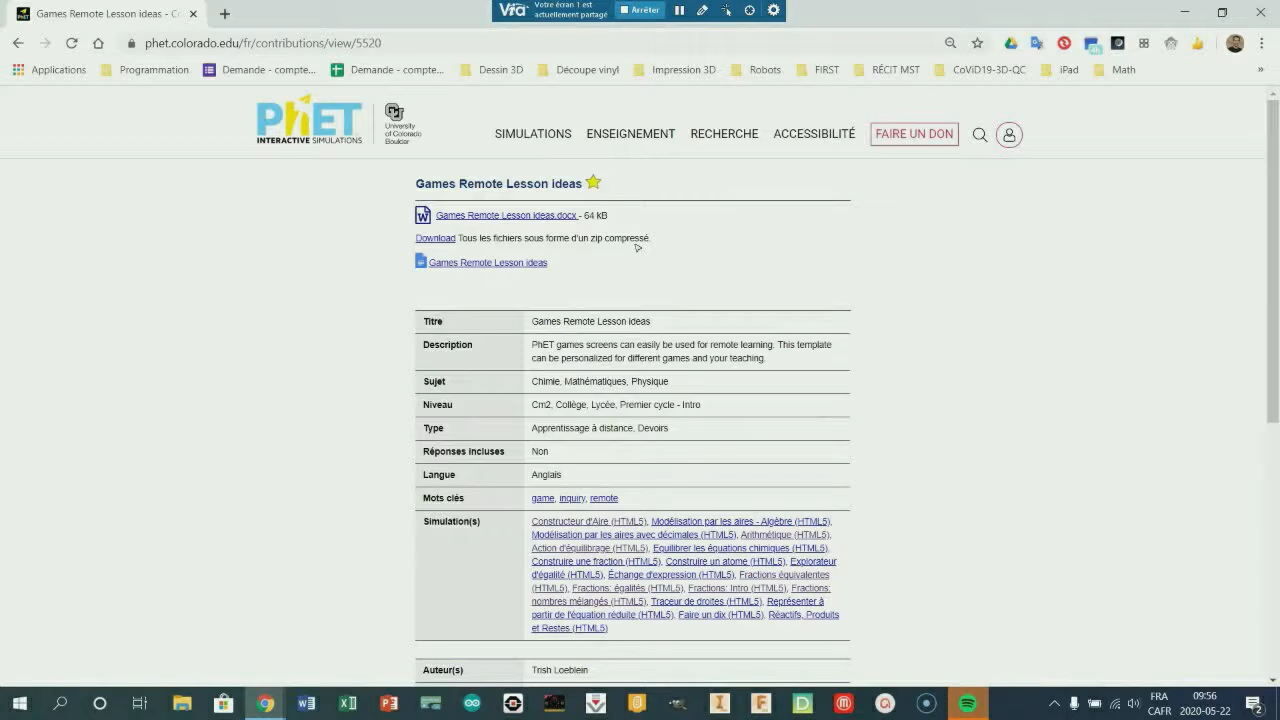 Games Remote Lesson ideas - Co
Votre écran 1 est
actuellement partagé
Arrêter
phet.colorado.edu/fr/contributions/view/5520
Applications
Programmation
Demande - compte...
Demande - compte...
Dessin 3D
Découpe vinyl
Impression 3D
Robots
FIRST
RÉCIT MST
CoViD19-3D-QC
iPad
Math
»
PhET
INTERACTIVE SIMULATIONS
University
of Colorado
Boulder
SIMULATIONS
ENSEIGNEMENT
RECHERCHE
ACCESSIBILITÉ
FAIRE UN DON
Games Remote Lesson ideas
Games Remote Lesson ideas.docx - 64 kB
Download Tous les fichiers sous forme d'un zip compressé.
Games Remote Lesson ideas
Titre
Games Remote Lesson ideas
Description
PhET games screens can easily be used for remote learning. This template
can be personalized for different games and your teaching.
Sujet
Chimie, Mathématiques, Physique
Niveau
Cm2, Collège, Lycée, Premier cycle - Intro
Type
Apprentissage à distance, Devoirs
Réponses incluses
Non
Langue
Anglais
Mots clés
game, inquiry, remote
Simulation(s)
Constructeur d'Aire (HTML5), Modélisation par les aires - Algèbre (HTML5),
Modélisation par les aires avec décimales (HTML5), Arithmétique (HTML5),
Action d'équilibrage (HTML5), Equilibrer les équations chimiques (HTML5),
Construire une fraction (HTML5), Construire un atome (HTML5), Explorateur
d'égalité (HTML5), Échange d'expression (HTML5), Fractions équivalentes
(HTML5), Fractions: égalités (HTML5), Fractions: Intro (HTML5), Fractions:
nombres mélangés (HTML5), Traceur de droites (HTML5), Représenter à
partir de l'équation réduite (HTML5), Faire un dix (HTML5), Réactifs, Produits
et Restes (HTML5)
Auteur(s)
Trish Loeblein
FRA
CAFR
09:56
2020-05-22